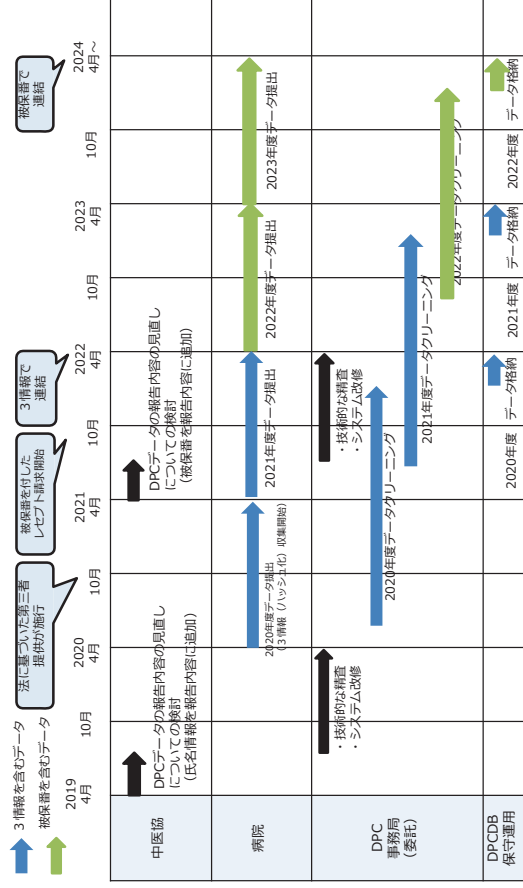 3情報を含むデータ
被保番を含むデータ
法に基づいた第三者
提供が施行
被保番を付した
レセプト請求開始
３情報で
連結
被保番で
連結
2019
4月
10月
2020
4月
10月
2021
4月
10月
2022
4月
10月
2023
4月
10月
2024
4月～
中医協
DPCデータの報告内容の見直し
についての検討
（氏名情報を報告内容に追加）
DPCデータの報告内容の見直し
についての検討
（被保番を報告内容に追加）
病院
2020年度データ提出
（３情報（ハッシュ化）収集開始）
2021年度データ提出
2022年度データ提出
2023年度データ提出
DPC
事務局
（委託）
・技術的な精査
・システム改修
・技術的な精査
・システム改修
2020年度データクリーニング
2021年度データクリーニング
2022年度データクリーニング
DPCDB
保守運用
2020年度　データ格納
2021年度　データ格納
2022年度　データ格納